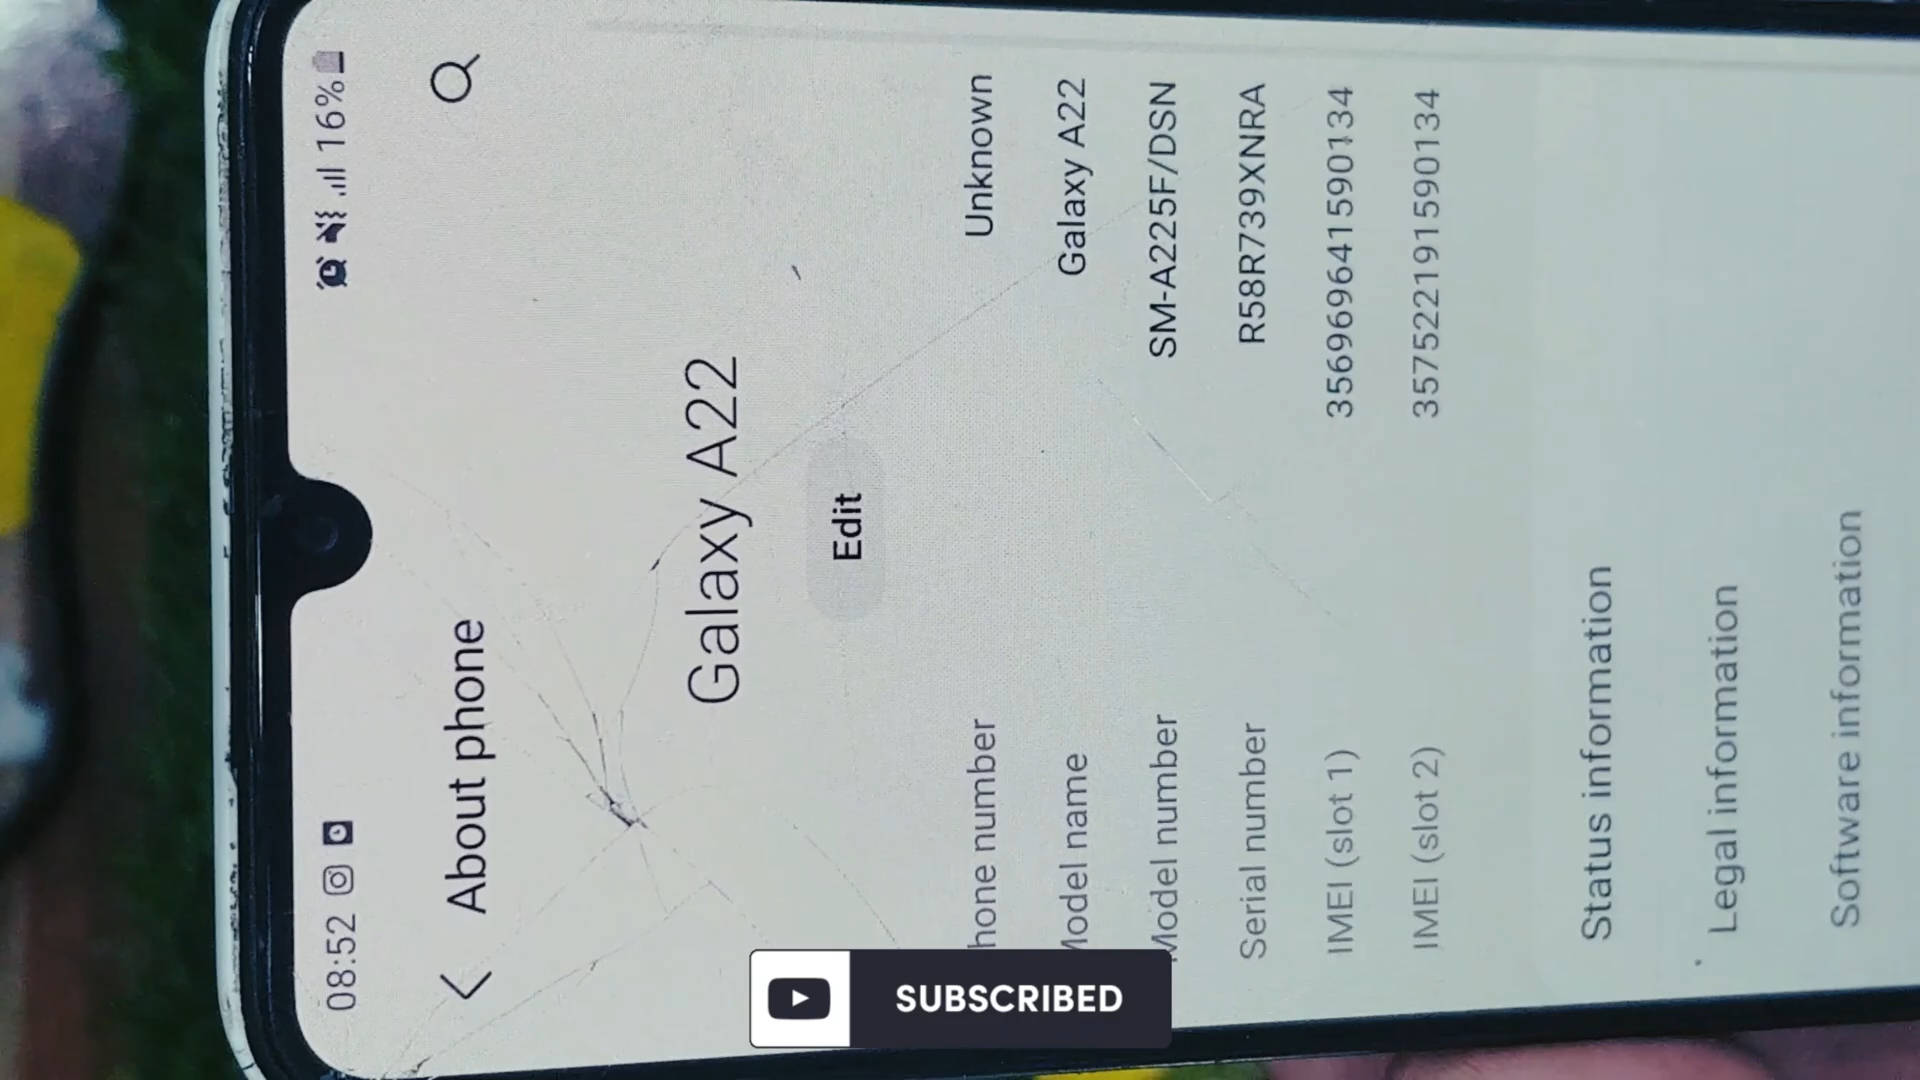 08:52 16%
About phone
Galaxy A22
Edit
hone number Unknown
Model name Galaxy A22
Model number SM-A225F/DSN
Serial number R58R739XNRA
IMEI (slot 1) 356969641590134
IMEI (slot 2) 357522191590134
Status information
Legal information
Software information
SUBSCRIBED